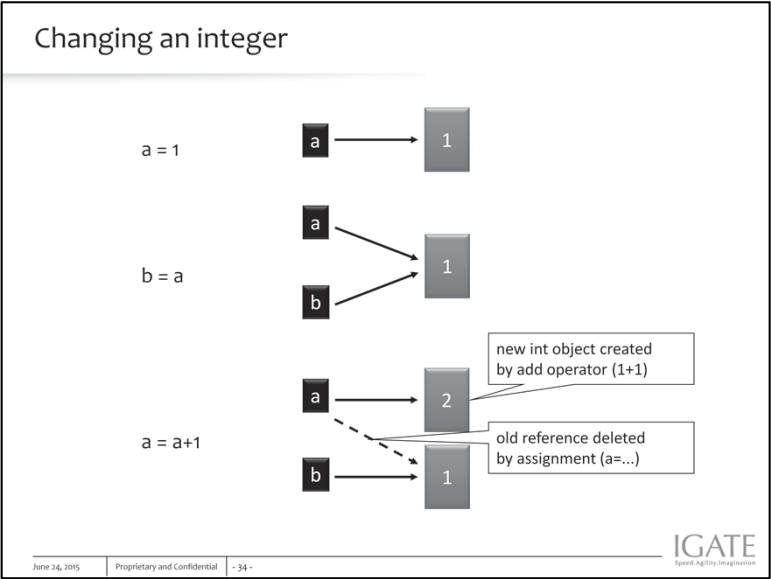 Changing an integer
a = 1
a
1
b = a
a
b
1
a = a+1
a
b
2
1
new int object created
by add operator (1+1)
old reference deleted
by assignment (a=...)
June 24, 2015
Proprietary and Confidential
- 34 -
IGATE
Speed.Agility.Imagination